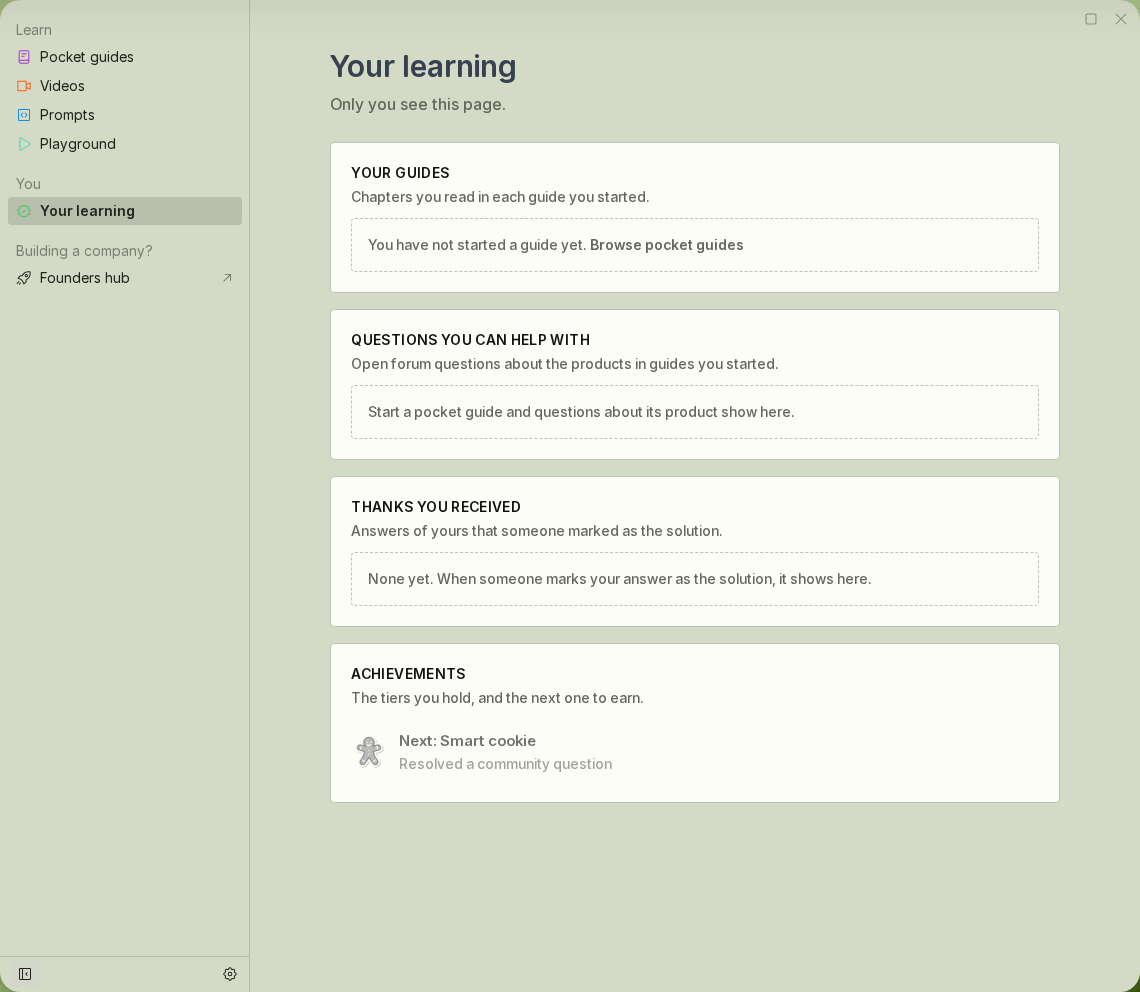 Learn
Pocket guides
Videos
Prompts
Playground
You
Your learning
Building a company?
Founders hub
Your learning
Only you see this page.
YOUR GUIDES
Chapters you read in each guide you started.
You have not started a guide yet. Browse pocket guides
QUESTIONS YOU CAN HELP WITH
Open forum questions about the products in guides you started.
Start a pocket guide and questions about its product show here.
THANKS YOU RECEIVED
Answers of yours that someone marked as the solution.
None yet. When someone marks your answer as the solution, it shows here.
ACHIEVEMENTS
The tiers you hold, and the next one to earn.
Next: Smart cookie
Resolved a community question